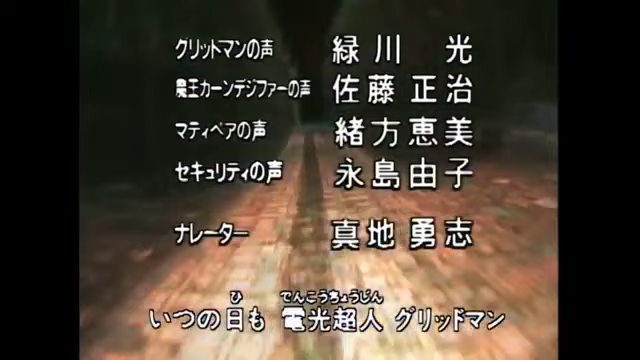 グリットマンの声 緑川 光
魔王カーンデジファーの声 佐藤 正治
マティペアの声 緒方恵美
セキュリティの声 永島由子
ナレーター 真地 勇志
ひ でんこうちょうじん
いつの日も 電光超人 グリッドマン